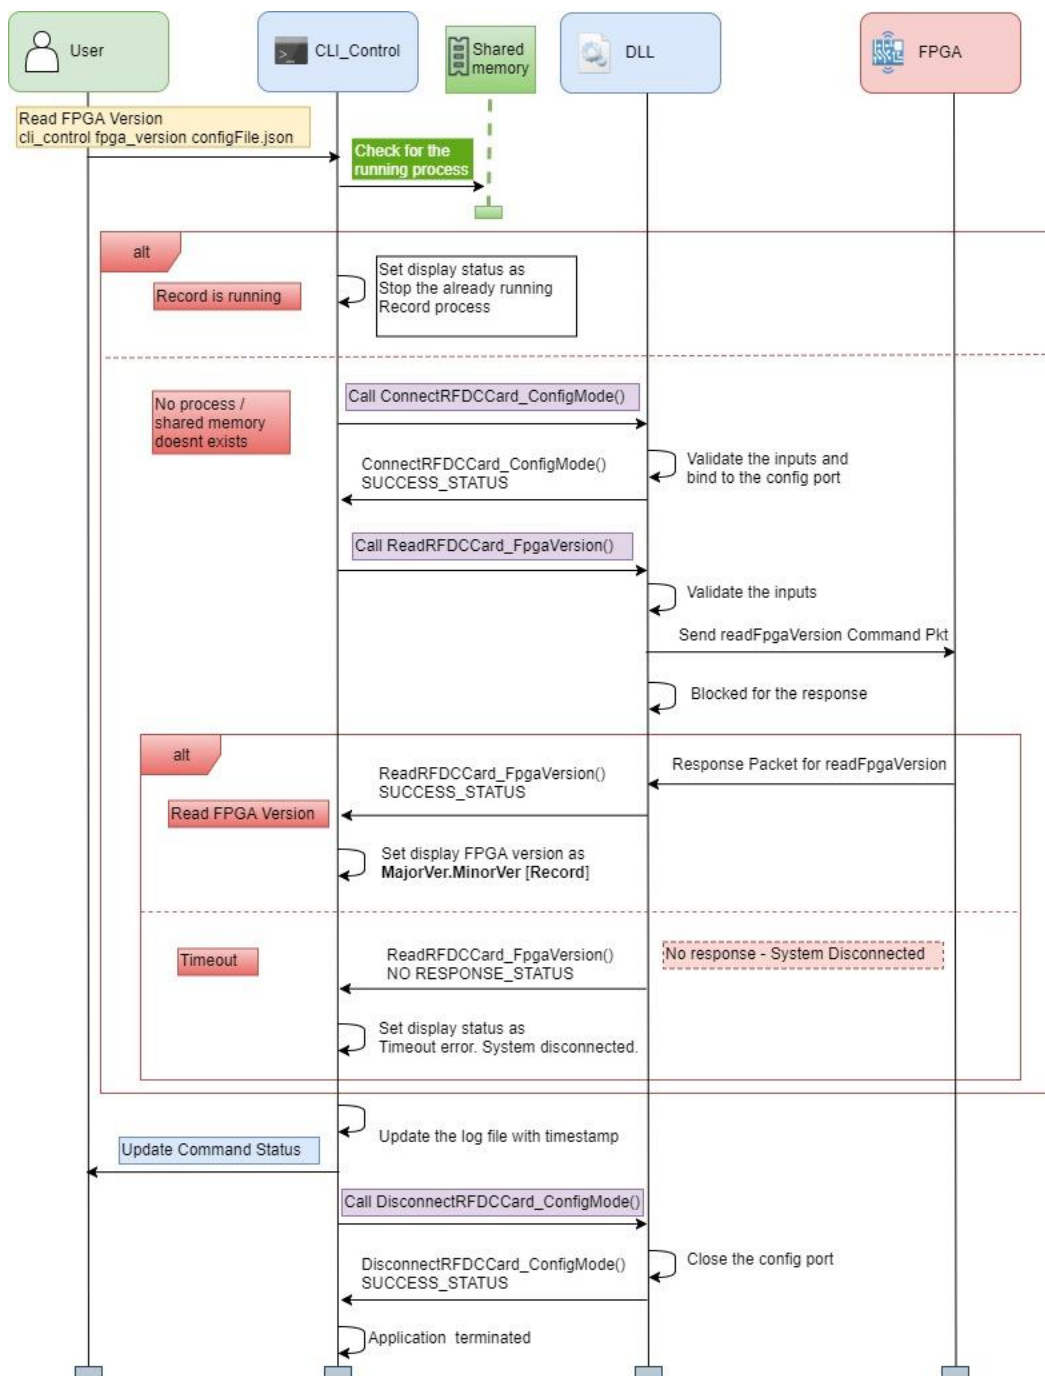 User
CLI_Control
Shared
memory
DLL
FPGA
Read FPGA Version
cli_control fpga_version configFile.json
Check for the
running process
alt
Record is running
Set display status as
Stop the already running
Record process
No process /
shared memory
doesnt exists
Call ConnectRFDCCard_ConfigMode()
ConnectRFDCCard_ConfigMode()
SUCCESS_STATUS
Validate the inputs and
bind to the config port
Call ReadRFDCCard_FpgaVersion()
Validate the inputs
Send readFpgaVersion Command Pkt
Blocked for the response
alt
Response Packet for readFpgaVersion
ReadRFDCCard_FpgaVersion()
SUCCESS_STATUS
Read FPGA Version
Set display FPGA version as
MajorVer.MinorVer [Record]
Timeout
ReadRFDCCard_FpgaVersion()
NO RESPONSE_STATUS
No response - System Disconnected
Set display status as
Timeout error. System disconnected.
Update the log file with timestamp
Update Command Status
Call DisconnectRFDCCard_ConfigMode()
DisconnectRFDCCard_ConfigMode()
SUCCESS_STATUS
Close the config port
Application terminated